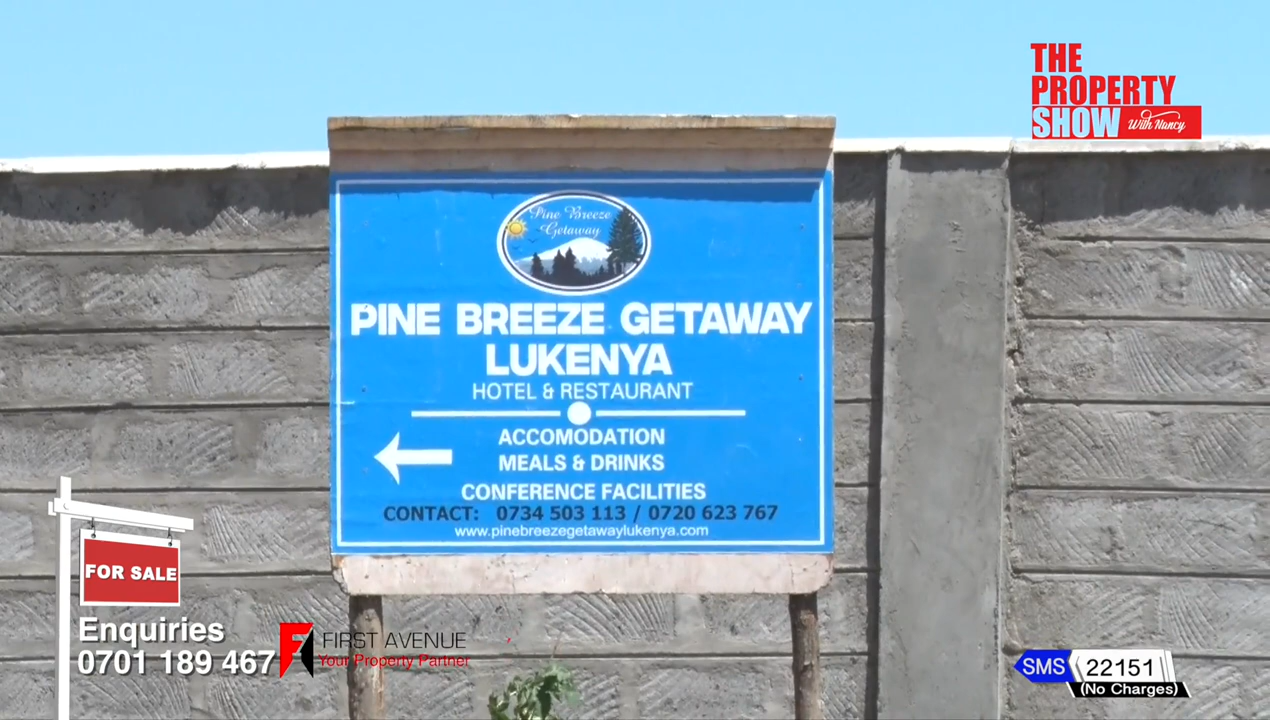 THE
PROPERTY
SHOW With Nancy
Pine Breeze
Getaway
PINE BREEZE GETAWAY
LUKENYA
HOTEL & RESTAURANT
ACCOMODATION
MEALS & DRINKS
CONFERENCE FACILITIES
CONTACT: 0734 503 113 / 0720 623 767
www.pinebreezegetawaylukenya.com
FOR SALE
Enquiries
0701 189 467
FIRST AVENUE
Your Property Partner
SMS 22151
(No Charges)